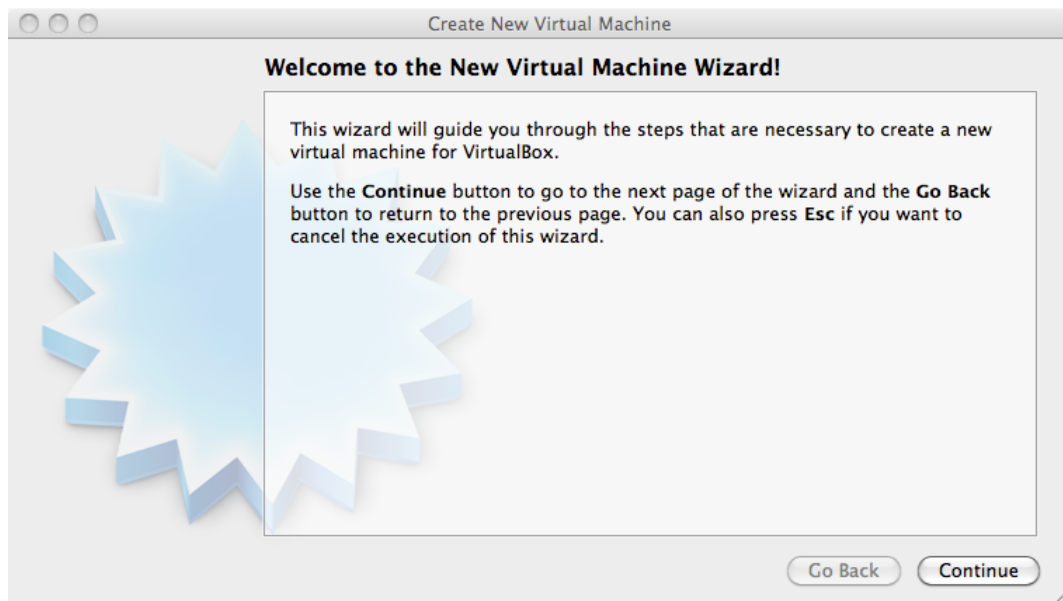 Create New Virtual Machine
Welcome to the New Virtual Machine Wizard!
This wizard will guide you through the steps that are necessary to create a new
virtual machine for VirtualBox.
Use the Continue button to go to the next page of the wizard and the Go Back
button to return to the previous page. You can also press Esc if you want to
cancel the execution of this wizard.
Go Back
Continue